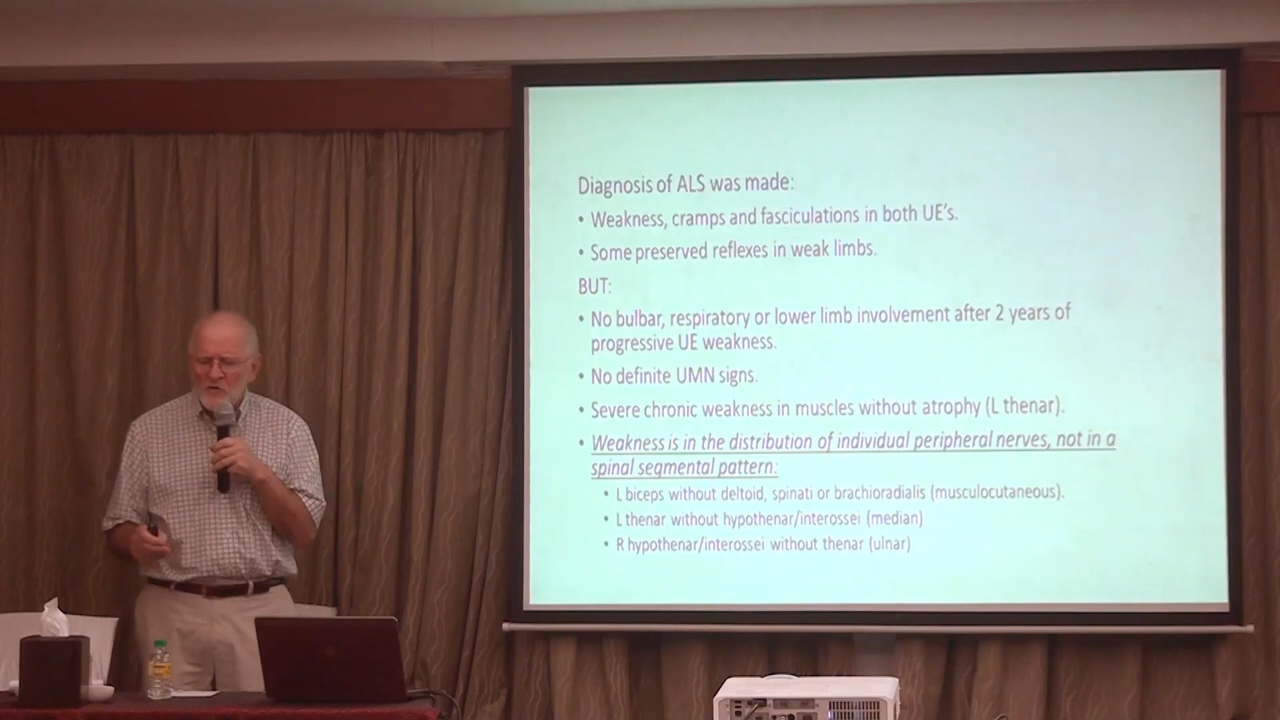 Diagnosis of ALS was made:
• Weakness, cramps and fasciculations in both UE's.
• Some preserved reflexes in weak limbs.
BUT:
• No bulbar, respiratory or lower limb involvement after 2 years of
progressive UE weakness.
• No definite UMN signs.
• Severe chronic weakness in muscles without atrophy (L thenar).
• Weakness is in the distribution of individual peripheral nerves, not in a
spinal segmental pattern:
• L biceps without deltoid, spinati or brachioradialis (musculocutaneous).
• L thenar without hypothenar/interossei (median)
• R hypothenar/interossei without thenar (ulnar)